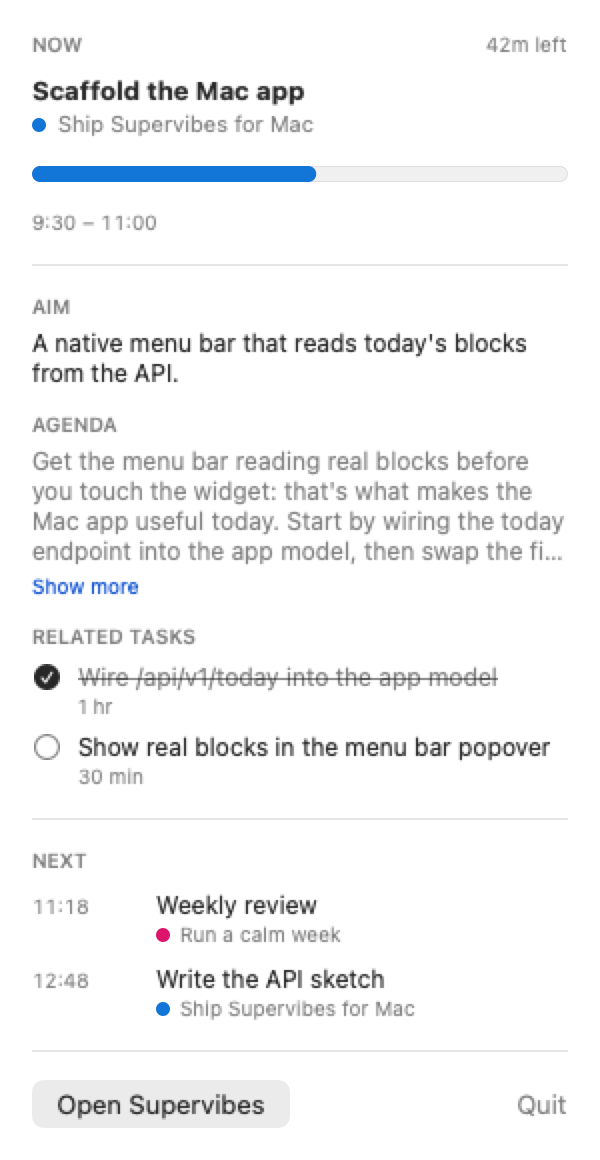 NOW
42m left
Scaffold the Mac app
Ship Supervibes for Mac
9:30 – 11:00
AIM
A native menu bar that reads today's blocks
from the API.
AGENDA
Get the menu bar reading real blocks before
you touch the widget: that's what makes the
Mac app useful today. Start by wiring the today
endpoint into the app model, then swap the fi...
Show more
RELATED TASKS
Wire /api/v1/today into the app model
1 hr
Show real blocks in the menu bar popover
30 min
NEXT
11:18
Weekly review
Run a calm week
12:48
Write the API sketch
Ship Supervibes for Mac
Open Supervibes
Quit